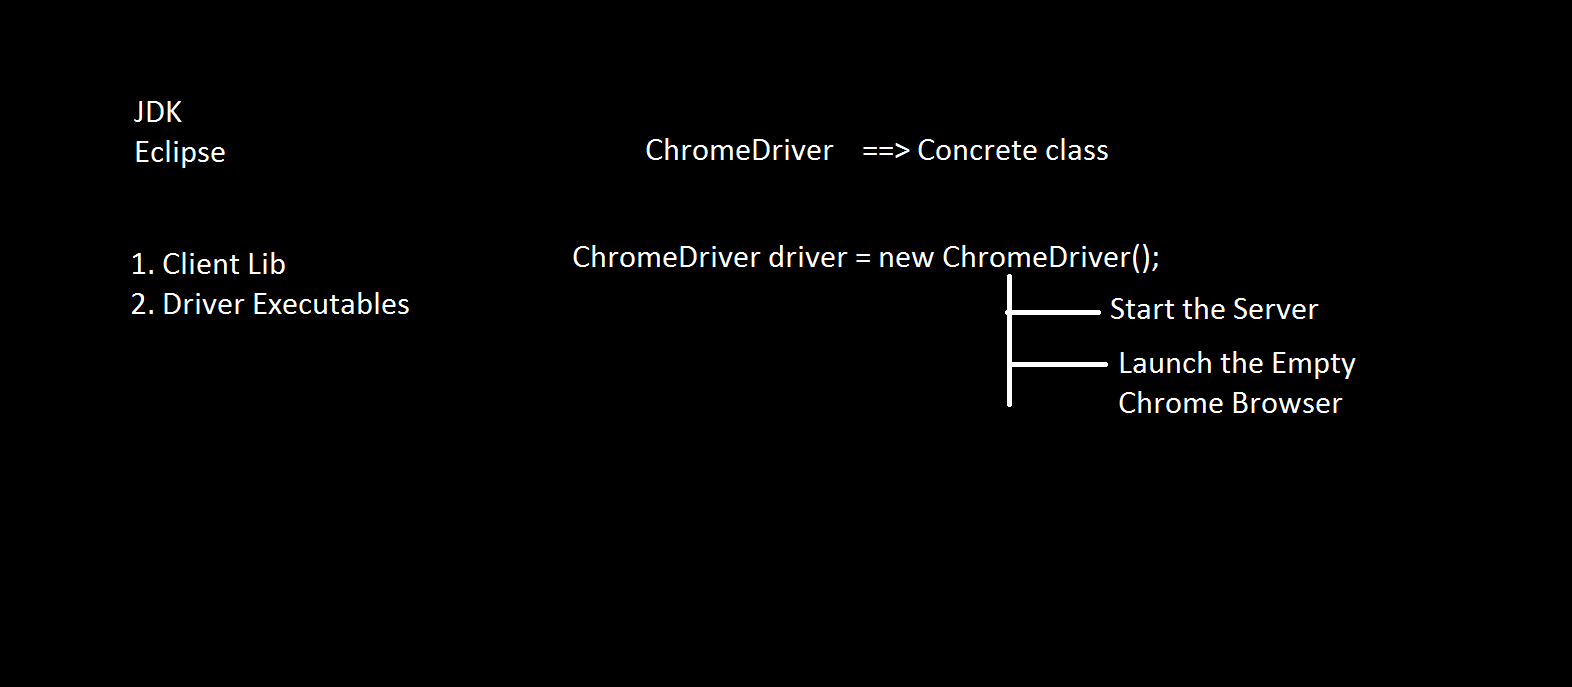 JDK
Eclipse
1. Client Lib
2. Driver Executables
ChromeDriver ==> Concrete class
ChromeDriver driver = new ChromeDriver();
Start the Server
Launch the Empty
Chrome Browser